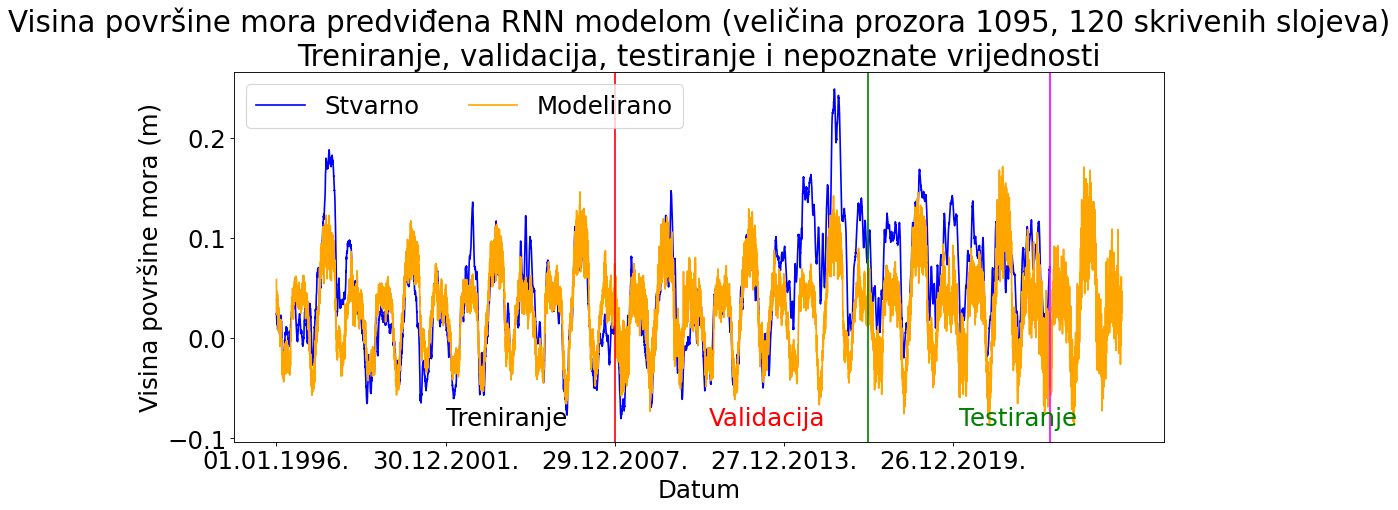 Visina površine mora predviđena RNN modelom (veličina prozora 1095, 120 skrivenih slojeva)
Treniranje, validacija, testiranje i nepoznate vrijednosti
Stvarno Modelirano
Visina površine mora (m)
0.2
0.1
0.0
−0.1
Treniranje Validacija Testiranje
01.01.1996. 30.12.2001. 29.12.2007. 27.12.2013. 26.12.2019.
Datum